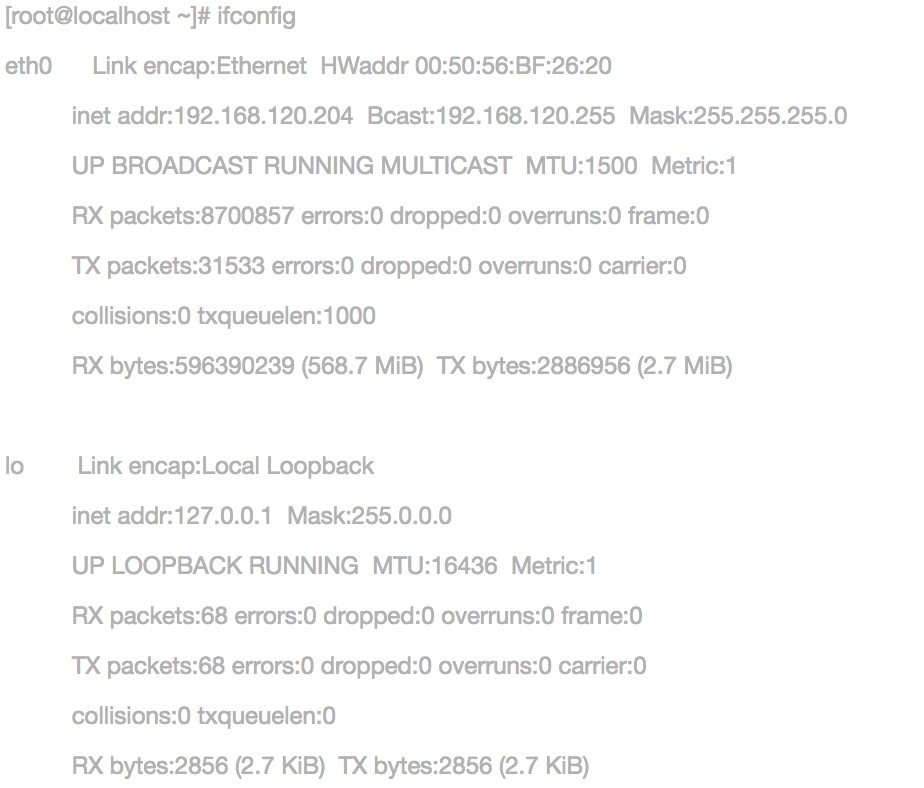 [root@localhost ~]# ifconfig
eth0 Link encap:Ethernet HWaddr 00:50:56:BF:26:20
inet addr:192.168.120.204 Bcast:192.168.120.255 Mask:255.255.255.0
UP BROADCAST RUNNING MULTICAST MTU:1500 Metric:1
RX packets:8700857 errors:0 dropped:0 overruns:0 frame:0
TX packets:31533 errors:0 dropped:0 overruns:0 carrier:0
collisions:0 txqueuelen:1000
RX bytes:596390239 (568.7 MiB) TX bytes:2886956 (2.7 MiB)
lo Link encap:Local Loopback
inet addr:127.0.0.1 Mask:255.0.0.0
UP LOOPBACK RUNNING MTU:16436 Metric:1
RX packets:68 errors:0 dropped:0 overruns:0 frame:0
TX packets:68 errors:0 dropped:0 overruns:0 carrier:0
collisions:0 txqueuelen:0
RX bytes:2856 (2.7 KiB) TX bytes:2856 (2.7 KiB)